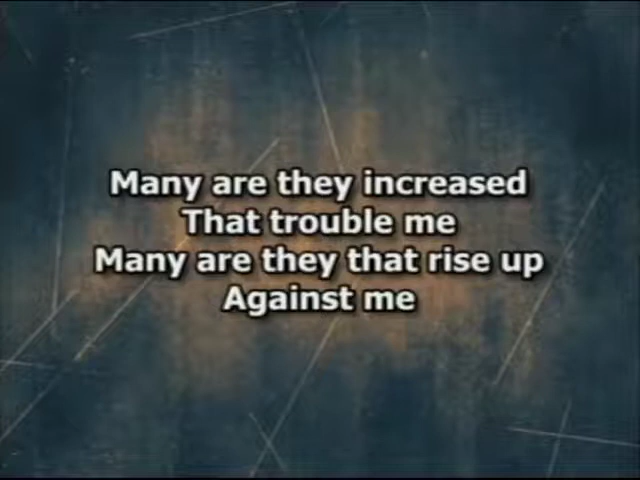 Many are they increased
That trouble me
Many are they that rise up
Against me